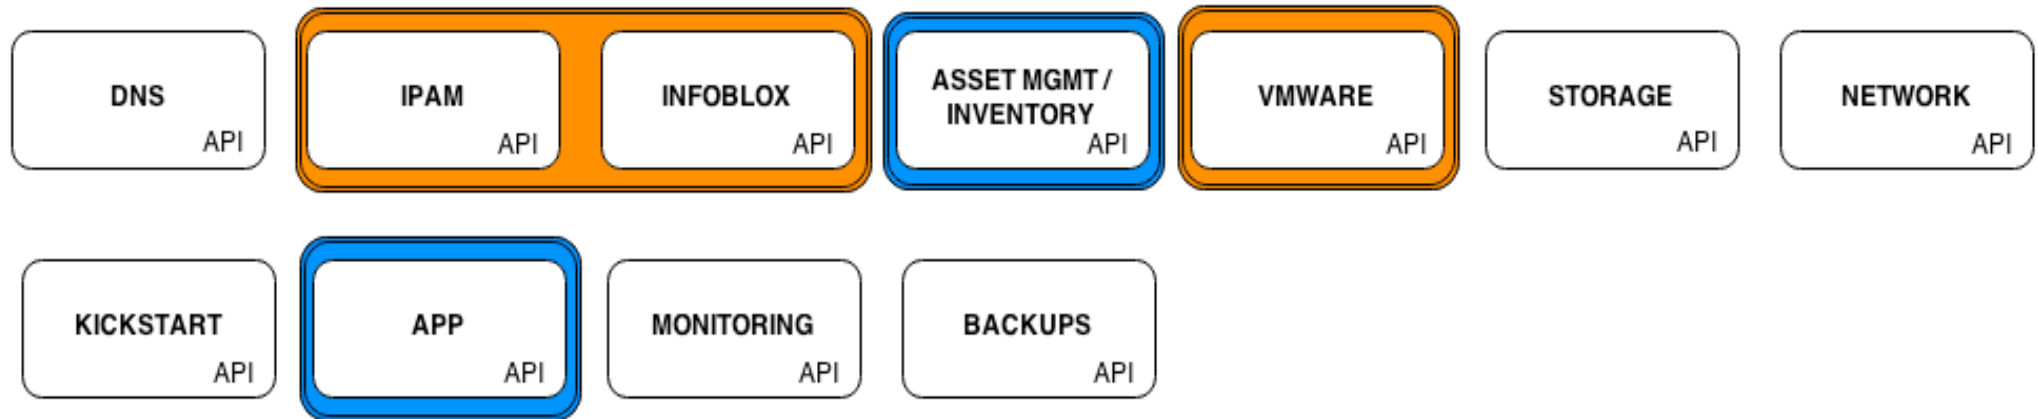 DNS
API
IPAM
API
INFOBLOX
API
ASSET MGMT /
INVENTORY
API
VMWARE
API
STORAGE
API
NETWORK
API
KICKSTART
API
APP
API
MONITORING
API
BACKUPS
API